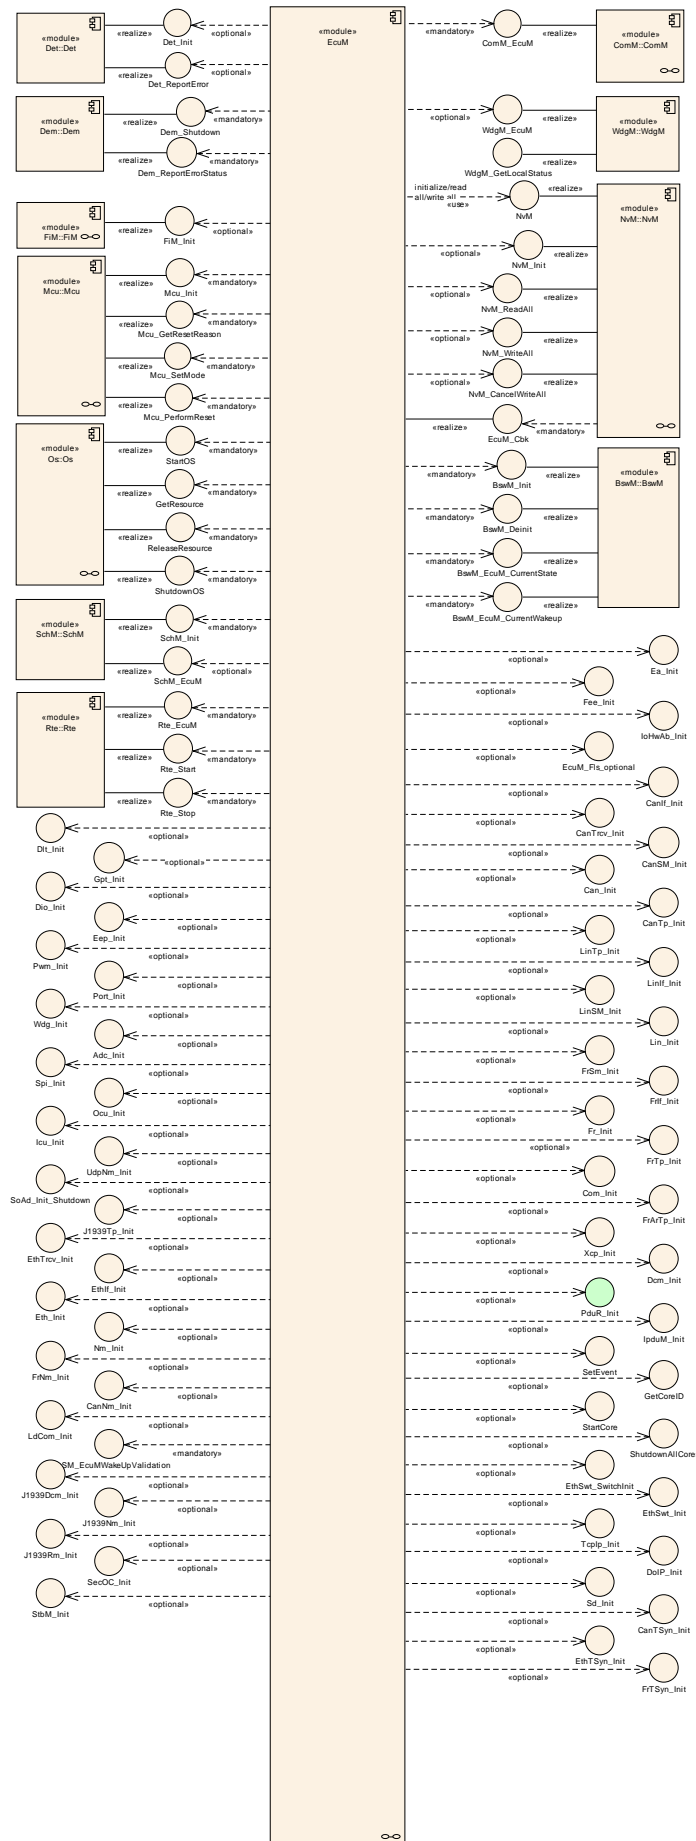 «module»
EcuM
«module»
Det::Det
«realize»
Det_Init
«optional»
«realize»
Det_ReportError
«optional»
«module»
Dem::Dem
«realize»
Dem_Shutdown
«mandatory»
«realize»
Dem_ReportErrorStatus
«mandatory»
«module»
FiM::FiM
«realize»
FiM_Init
«optional»
«module»
Mcu::Mcu
«realize»
Mcu_Init
«mandatory»
«realize»
Mcu_GetResetReason
«mandatory»
«realize»
Mcu_SetMode
«mandatory»
«realize»
Mcu_PerformReset
«mandatory»
«module»
Os::Os
«realize»
StartOS
«mandatory»
«realize»
GetResource
«mandatory»
«realize»
ReleaseResource
«mandatory»
«realize»
ShutdownOS
«mandatory»
«module»
SchM::SchM
«realize»
SchM_Init
«mandatory»
«realize»
SchM_EcuM
«optional»
«module»
Rte::Rte
«realize»
Rte_EcuM
«mandatory»
«realize»
Rte_Start
«mandatory»
«realize»
Rte_Stop
«mandatory»
Dlt_Init
«optional»
Gpt_Init
«optional»
Dio_Init
«optional»
Eep_Init
«optional»
Pwm_Init
«optional»
Port_Init
«optional»
Wdg_Init
«optional»
Adc_Init
«optional»
Spi_Init
«optional»
Ocu_Init
«optional»
Icu_Init
«optional»
UdpNm_Init
«optional»
SoAd_Init_Shutdown
«optional»
J1939Tp_Init
«optional»
EthTrcv_Init
«optional»
EthIf_Init
«optional»
Eth_Init
«optional»
Nm_Init
«optional»
FrNm_Init
«optional»
CanNm_Init
«optional»
LdCom_Init
«optional»
SM_EcuMWakeUpValidation
«mandatory»
J1939Dcm_Init
«optional»
J1939Nm_Init
«optional»
J1939Rm_Init
«optional»
SecOC_Init
«optional»
StbM_Init
«optional»
«mandatory»
ComM_EcuM
«realize»
«module»
ComM::ComM
«optional»
WdgM_EcuM
«realize»
«module»
WdgM::WdgM
WdgM_GetLocalStatus
initialize/read
all/write all
«use»
NvM
«realize»
«module»
NvM::NvM
«optional»
NvM_Init
«realize»
«optional»
NvM_ReadAll
«realize»
«optional»
NvM_WriteAll
«realize»
«optional»
NvM_CancelWriteAll
«realize»
«realize»
EcuM_Cbk
«mandatory»
«module»
BswM::BswM
«mandatory»
BswM_Init
«realize»
«mandatory»
BswM_Deinit
«realize»
«mandatory»
BswM_EcuM_CurrentState
«realize»
«mandatory»
BswM_EcuM_CurrentWakeup
«realize»
«optional»
Ea_Init
«optional»
Fee_Init
«optional»
IoHwAb_Init
«optional»
EcuM_Fls_optional
«optional»
CanIf_Init
«optional»
CanTrcv_Init
«optional»
CanSM_Init
«optional»
Can_Init
«optional»
CanTp_Init
«optional»
LinTp_Init
«optional»
LinIf_Init
«optional»
LinSM_Init
«optional»
Lin_Init
«optional»
FrSm_Init
«optional»
FrIf_Init
«optional»
Fr_Init
«optional»
FrTp_Init
«optional»
Com_Init
«optional»
FrArTp_Init
«optional»
Xcp_Init
«optional»
Dcm_Init
«optional»
PduR_Init
«optional»
IpduM_Init
«optional»
SetEvent
«optional»
GetCoreID
«optional»
StartCore
«optional»
ShutdownAllCore
«optional»
EthSwt_SwitchInit
«optional»
EthSwt_Init
«optional»
TcpIp_Init
«optional»
DoIP_Init
«optional»
Sd_Init
«optional»
CanTSyn_Init
«optional»
EthTSyn_Init
«optional»
FrTSyn_Init